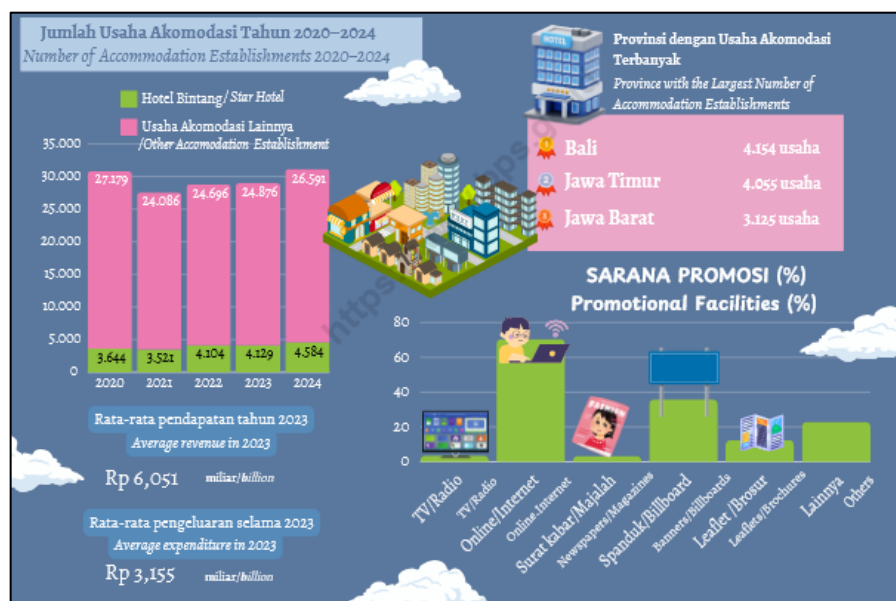 Jumlah Usaha Akomodasi Tahun 2020–2024
Number of Accommodation Establishments 2020–2024
Hotel Bintang/Star Hotel
Usaha Akomodasi Lainnya
/Other Accomodation Establishment
35.000
30.000
25.000
20.000
15.000
10.000
5.000
0
27.179
24.086
24.696
24.876
26.591
3.644
3.521
4.104
4.129
4.584
2020
2021
2022
2023
2024
Rata-rata pendapatan tahun 2023
Average revenue in 2023
Rp 6,051 miliar/billion
Rata-rata pengeluaran selama 2023
Average expenditure in 2023
Rp 3,155 miliar/billion
HOTEL
Provinsi dengan Usaha Akomodasi
Terbanyak
Province with the Largest Number of
Accommodation Establishments
1 Bali 4.154 usaha
2 Jawa Timur 4.055 usaha
3 Jawa Barat 3.125 usaha
SARANA PROMOSI (%)
Promotional Facilities (%)
80
60
40
20
0
PREMIUM
TV/Radio
TV/Radio
Online/Internet
Online.Internet
Surat kabar/Majalah
Newspapers/Magazines
Spanduk/Billboard
Banners/Billboards
Leaflet /Brosur
Leaflets/Brochures
Lainnya
Others